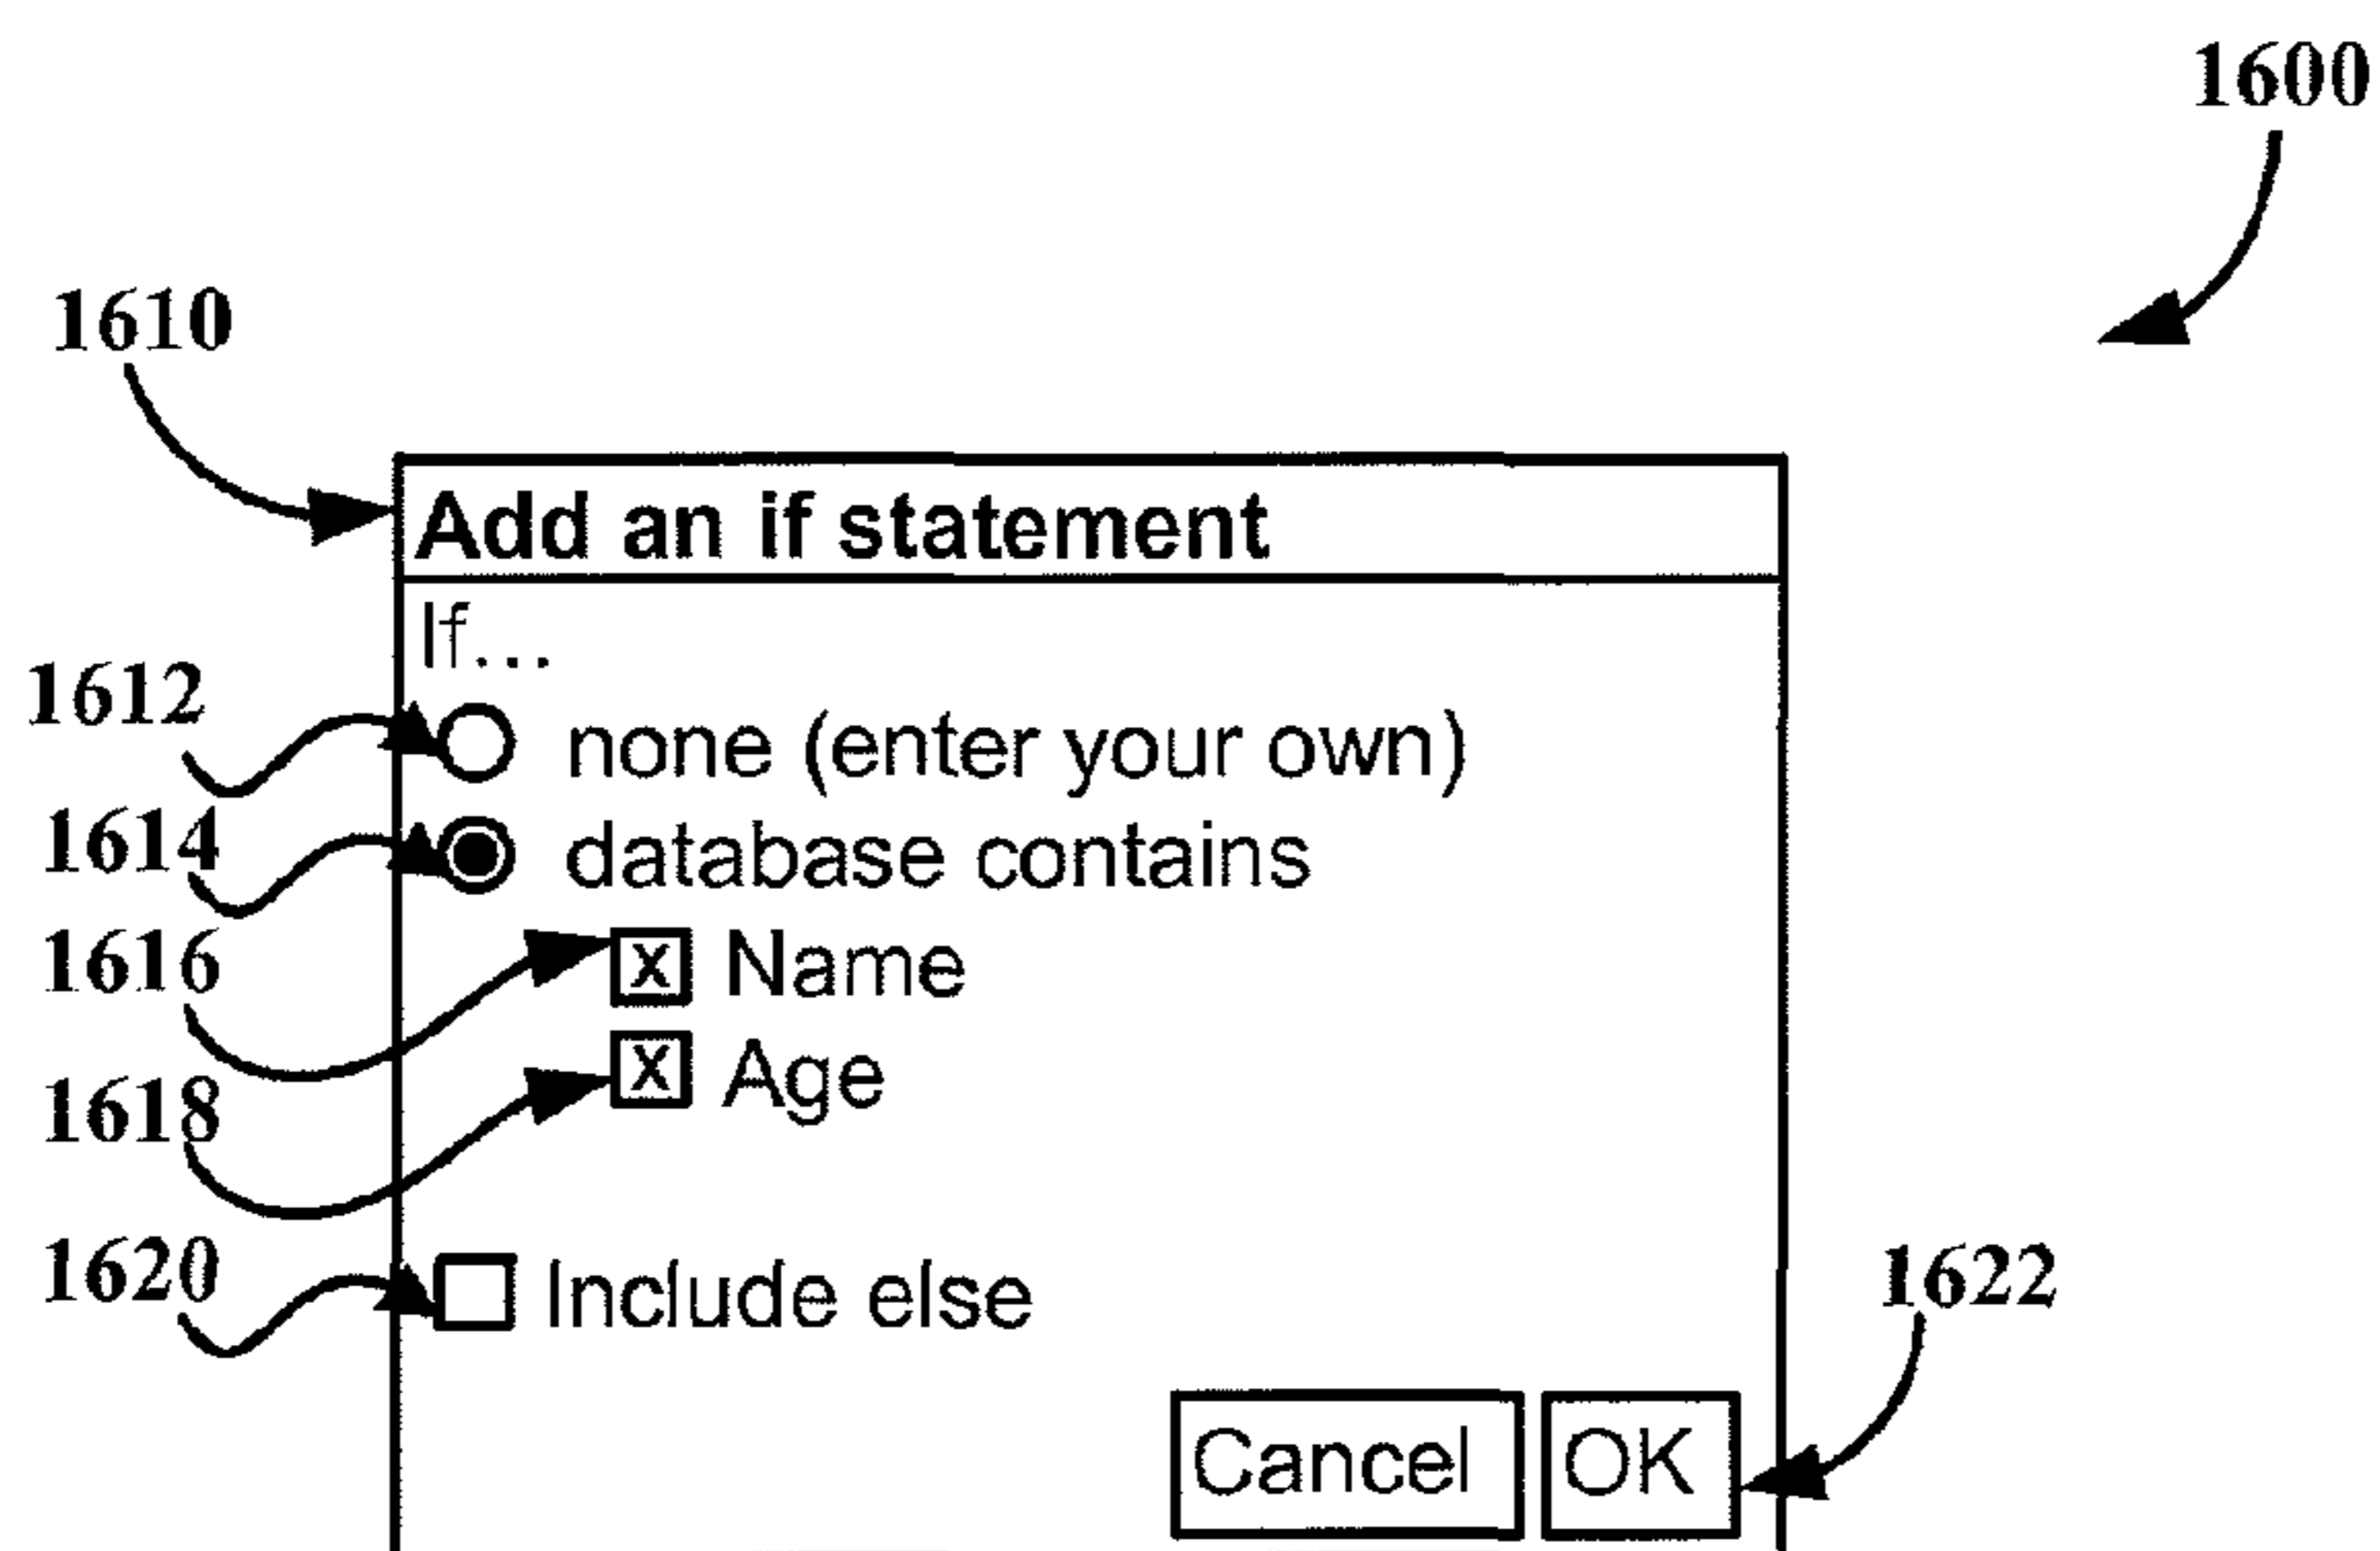 1600
1610
Add an if statement
If...
1612
none (enter your own)
1614
database contains
1616
X Name
1618
X Age
1620
Include else
1622
Cancel OK